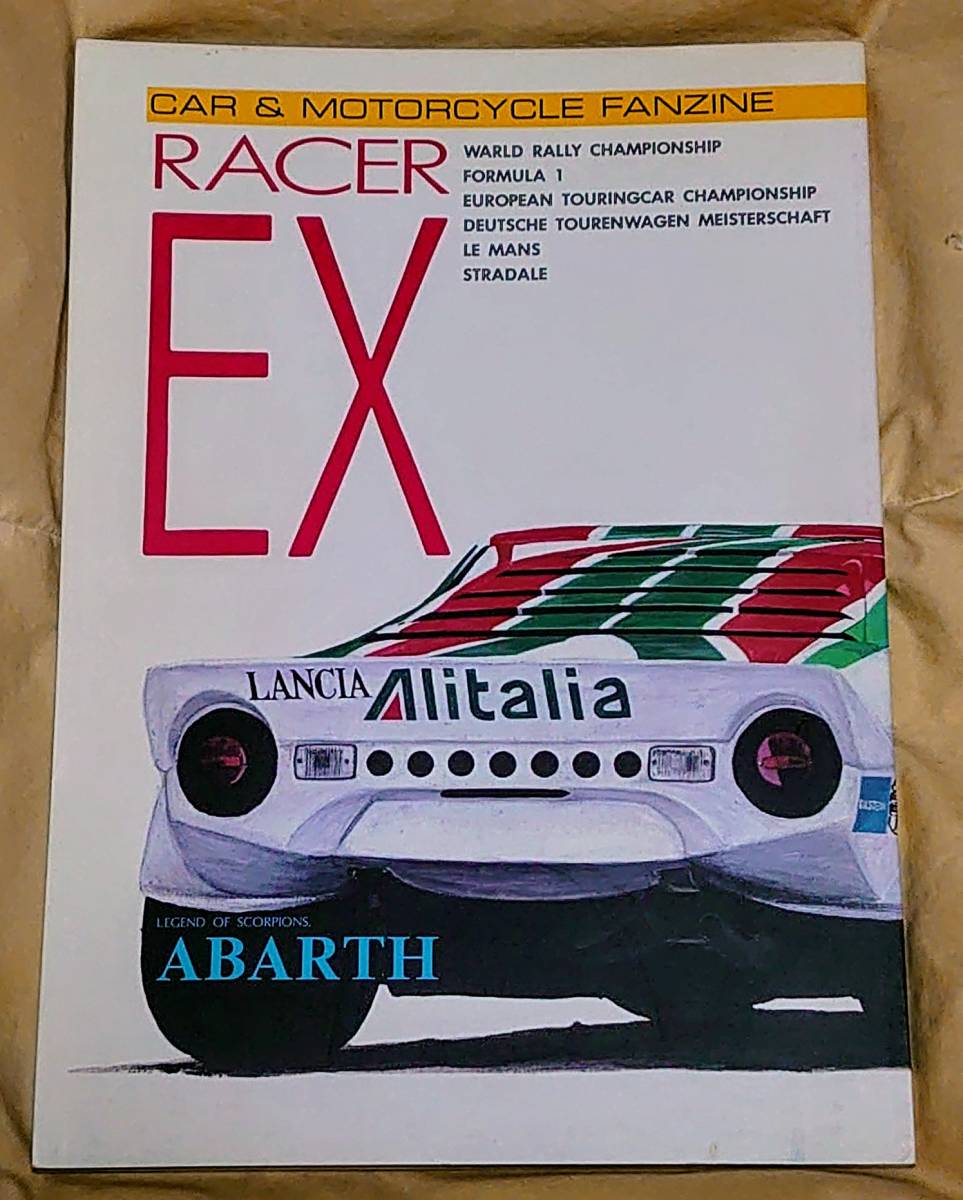 CAR & MOTORCYCLE FANZINE
RACER
EX
WARLD RALLY CHAMPIONSHIP
FORMULA 1
EUROPEAN TOURINGCAR CHAMPIONSHIP
DEUTSCHE TOURENWAGEN MEISTERSCHAFT
LE MANS
STRADALE
LANCIA Alitalia
BILSTEIN
LEGEND OF SCORPIONS.
ABARTH